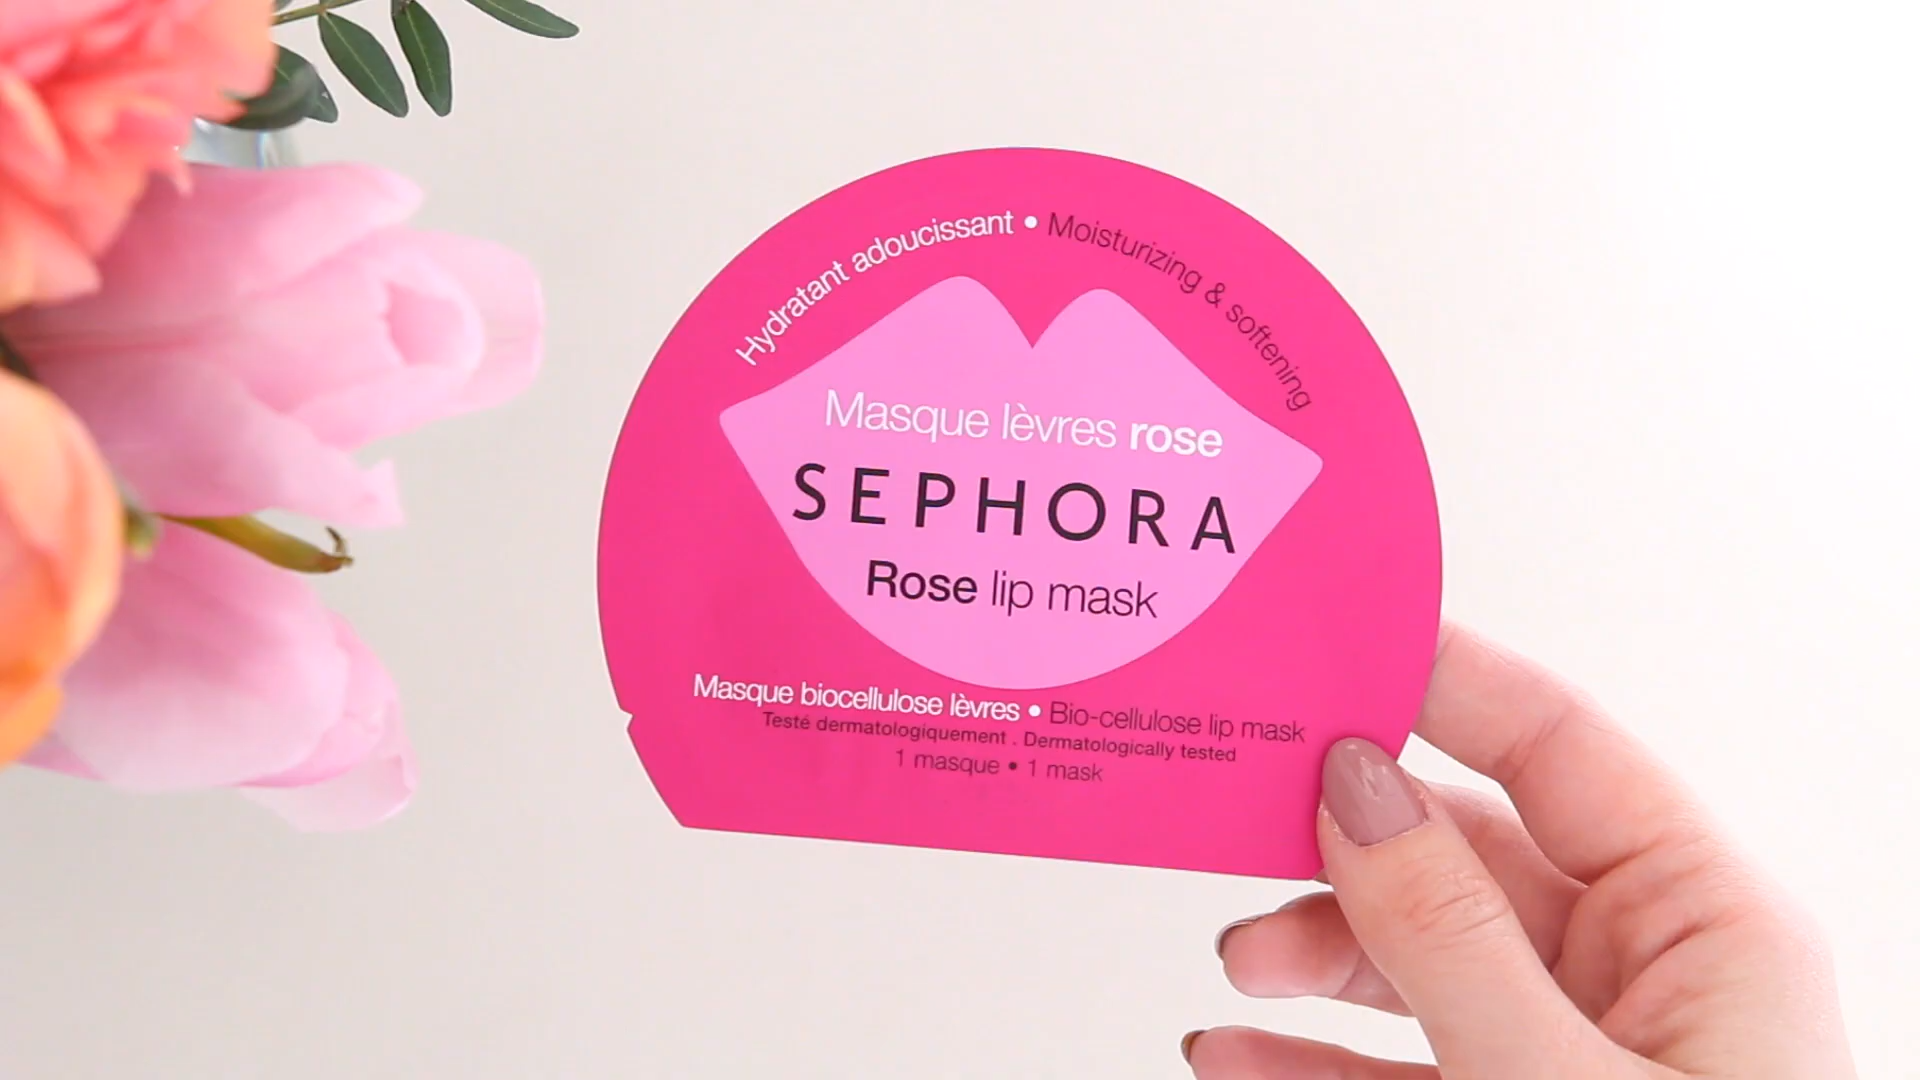 Hydratant adoucissant • Moisturizing & softening
Masque lèvres rose
SEPHORA
Rose lip mask
Masque biocellulose lèvres • Bio-cellulose lip mask
Testé dermatologiquement . Dermatologically tested
1 masque • 1 mask